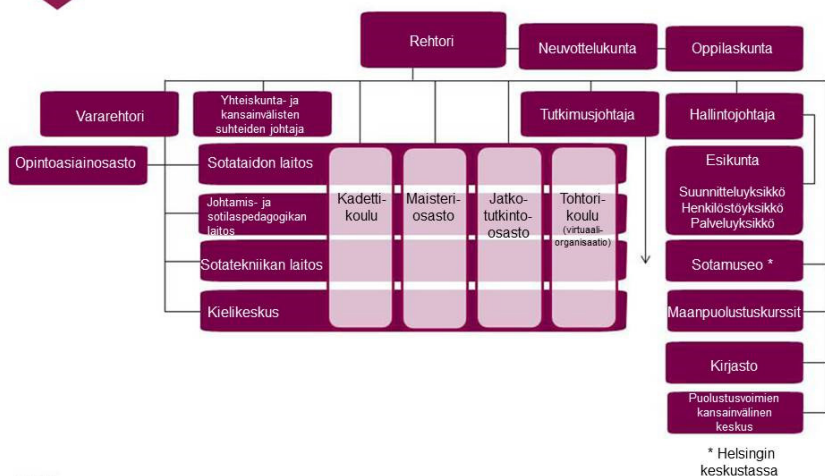 Rehtori
Neuvottelukunta
Oppilaskunta
Vararehtori
Yhteiskunta- ja
kansainvälisten
suhteiden johtaja
Tutkimusjohtaja
Hallintojohtaja
Opintoasiainosasto
Sotataidon laitos
Johtamis- ja
sotilaspedagogikan
laitos
Sotatekniikan laitos
Kielikeskus
Kadetti-
koulu
Maisteri-
osasto
Jatko-
tutkinto-
osasto
Tohtori-
koulu
(virtuaali-
organisaatio)
Esikunta
Suunnitteluyksikkö
Henkilöstöyksikkö
Palveluyksikkö
Sotamuseo *
Maanpuolustuskurssit
Kirjasto
Puolustusvoimien
kansainvälinen
keskus
* Helsingin
keskustassa